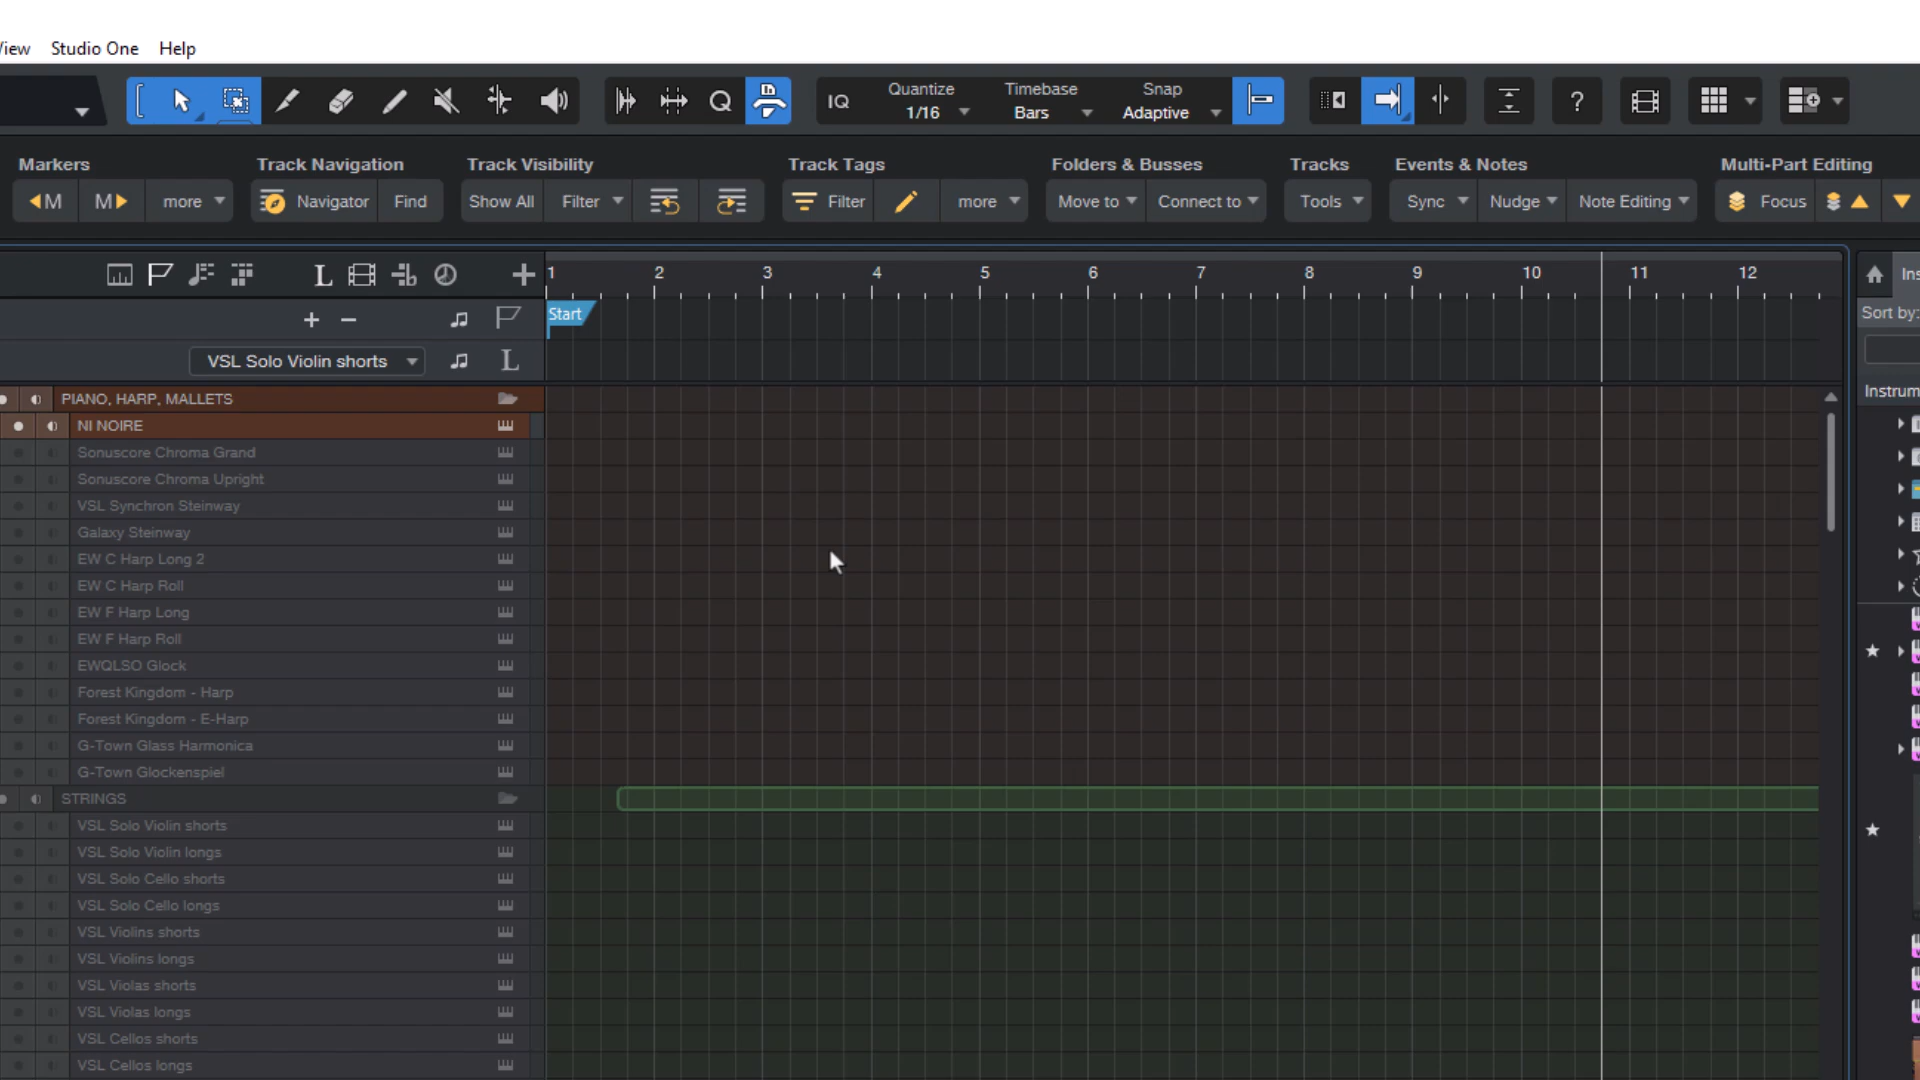 View Studio One Help
IQ Quantize 1/16 Timebase Bars Snap Adaptive ?
Markers Track Navigation Track Visibility Track Tags Folders & Busses Tracks Events & Notes Multi-Part Editing
M M more Navigator Find Show All Filter Filter more Move to Connect to Tools Sync Nudge Note Editing Focus
L 1 2 3 4 5 6 7 8 9 10 11 12 Ins
Start Sort by:
VSL Solo Violin shorts L
PIANO, HARP, MALLETS Instrum
NI NOIRE
Sonuscore Chroma Grand
Sonuscore Chroma Upright
VSL Synchron Steinway
Galaxy Steinway
EW C Harp Long 2
EW C Harp Roll
EW F Harp Long
EW F Harp Roll
EWQLSO Glock
Forest Kingdom - Harp
Forest Kingdom - E-Harp
G-Town Glass Harmonica
G-Town Glockenspiel
STRINGS
VSL Solo Violin shorts
VSL Solo Violin longs
VSL Solo Cello shorts
VSL Solo Cello longs
VSL Violins shorts
VSL Violins longs
VSL Violas shorts
VSL Violas longs
VSL Cellos shorts
VSL Cellos longs